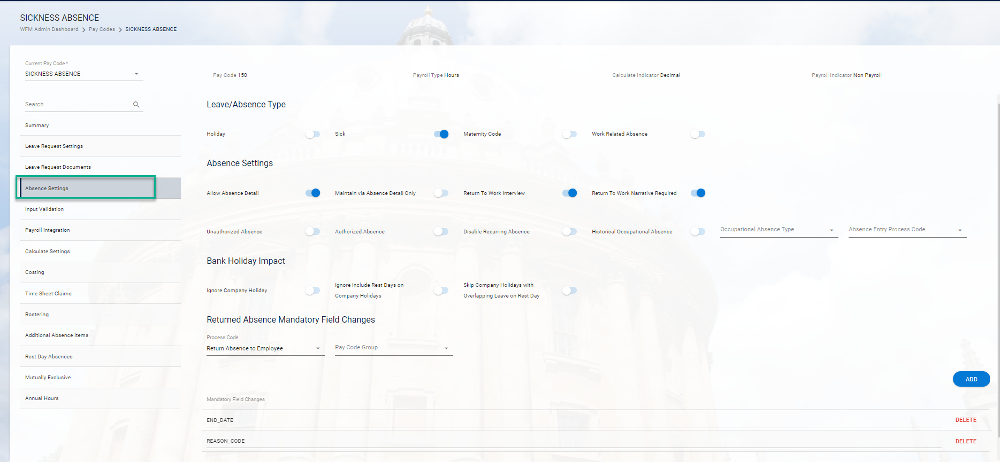 SICKNESS ABSENCE
WFM Admin Dashboard > Pay Codes > SICKNESS ABSENCE
Current Pay Code *
SICKNESS ABSENCE
Pay Code 150
Payroll Type Hours
Calculate Indicator Decimal
Payroll Indicator Non Payroll
Search
Summary
Leave Request Settings
Leave Request Documents
Absence Settings
Input Validation
Payroll Integration
Calculate Settings
Costing
Time Sheet Claims
Rostering
Additional Absence Items
Rest Day Absences
Mutually Exclusive
Annual Hours
Leave/Absence Type
Holiday
Sick
Maternity Code
Work Related Absence
Absence Settings
Allow Absence Detail
Maintain via Absence Detail Only
Return To Work Interview
Return To Work Narrative Required
Unauthorized Absence
Authorized Absence
Disable Recurring Absence
Historical Occupational Absence
Occupational Absence Type
Absence Entry Process Code
Bank Holiday Impact
Ignore Company Holiday
Ignore Include Rest Days on
Company Holidays
Skip Company Holidays with
Overlapping Leave on Rest Day
Returned Absence Mandatory Field Changes
Process Code
Return Absence to Employee
Pay Code Group
ADD
Mandatory Field Changes
END_DATE
DELETE
REASON_CODE
DELETE